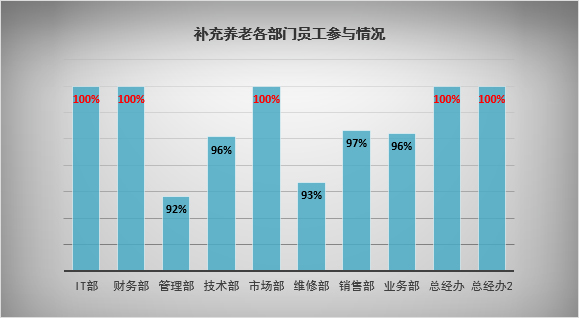 补充养老各部门员工参与情况
100% 100% 92% 96% 100% 93% 97% 96% 100% 100%
IT部 财务部 管理部 技术部 市场部 维修部 销售部 业务部 总经办 总经办2